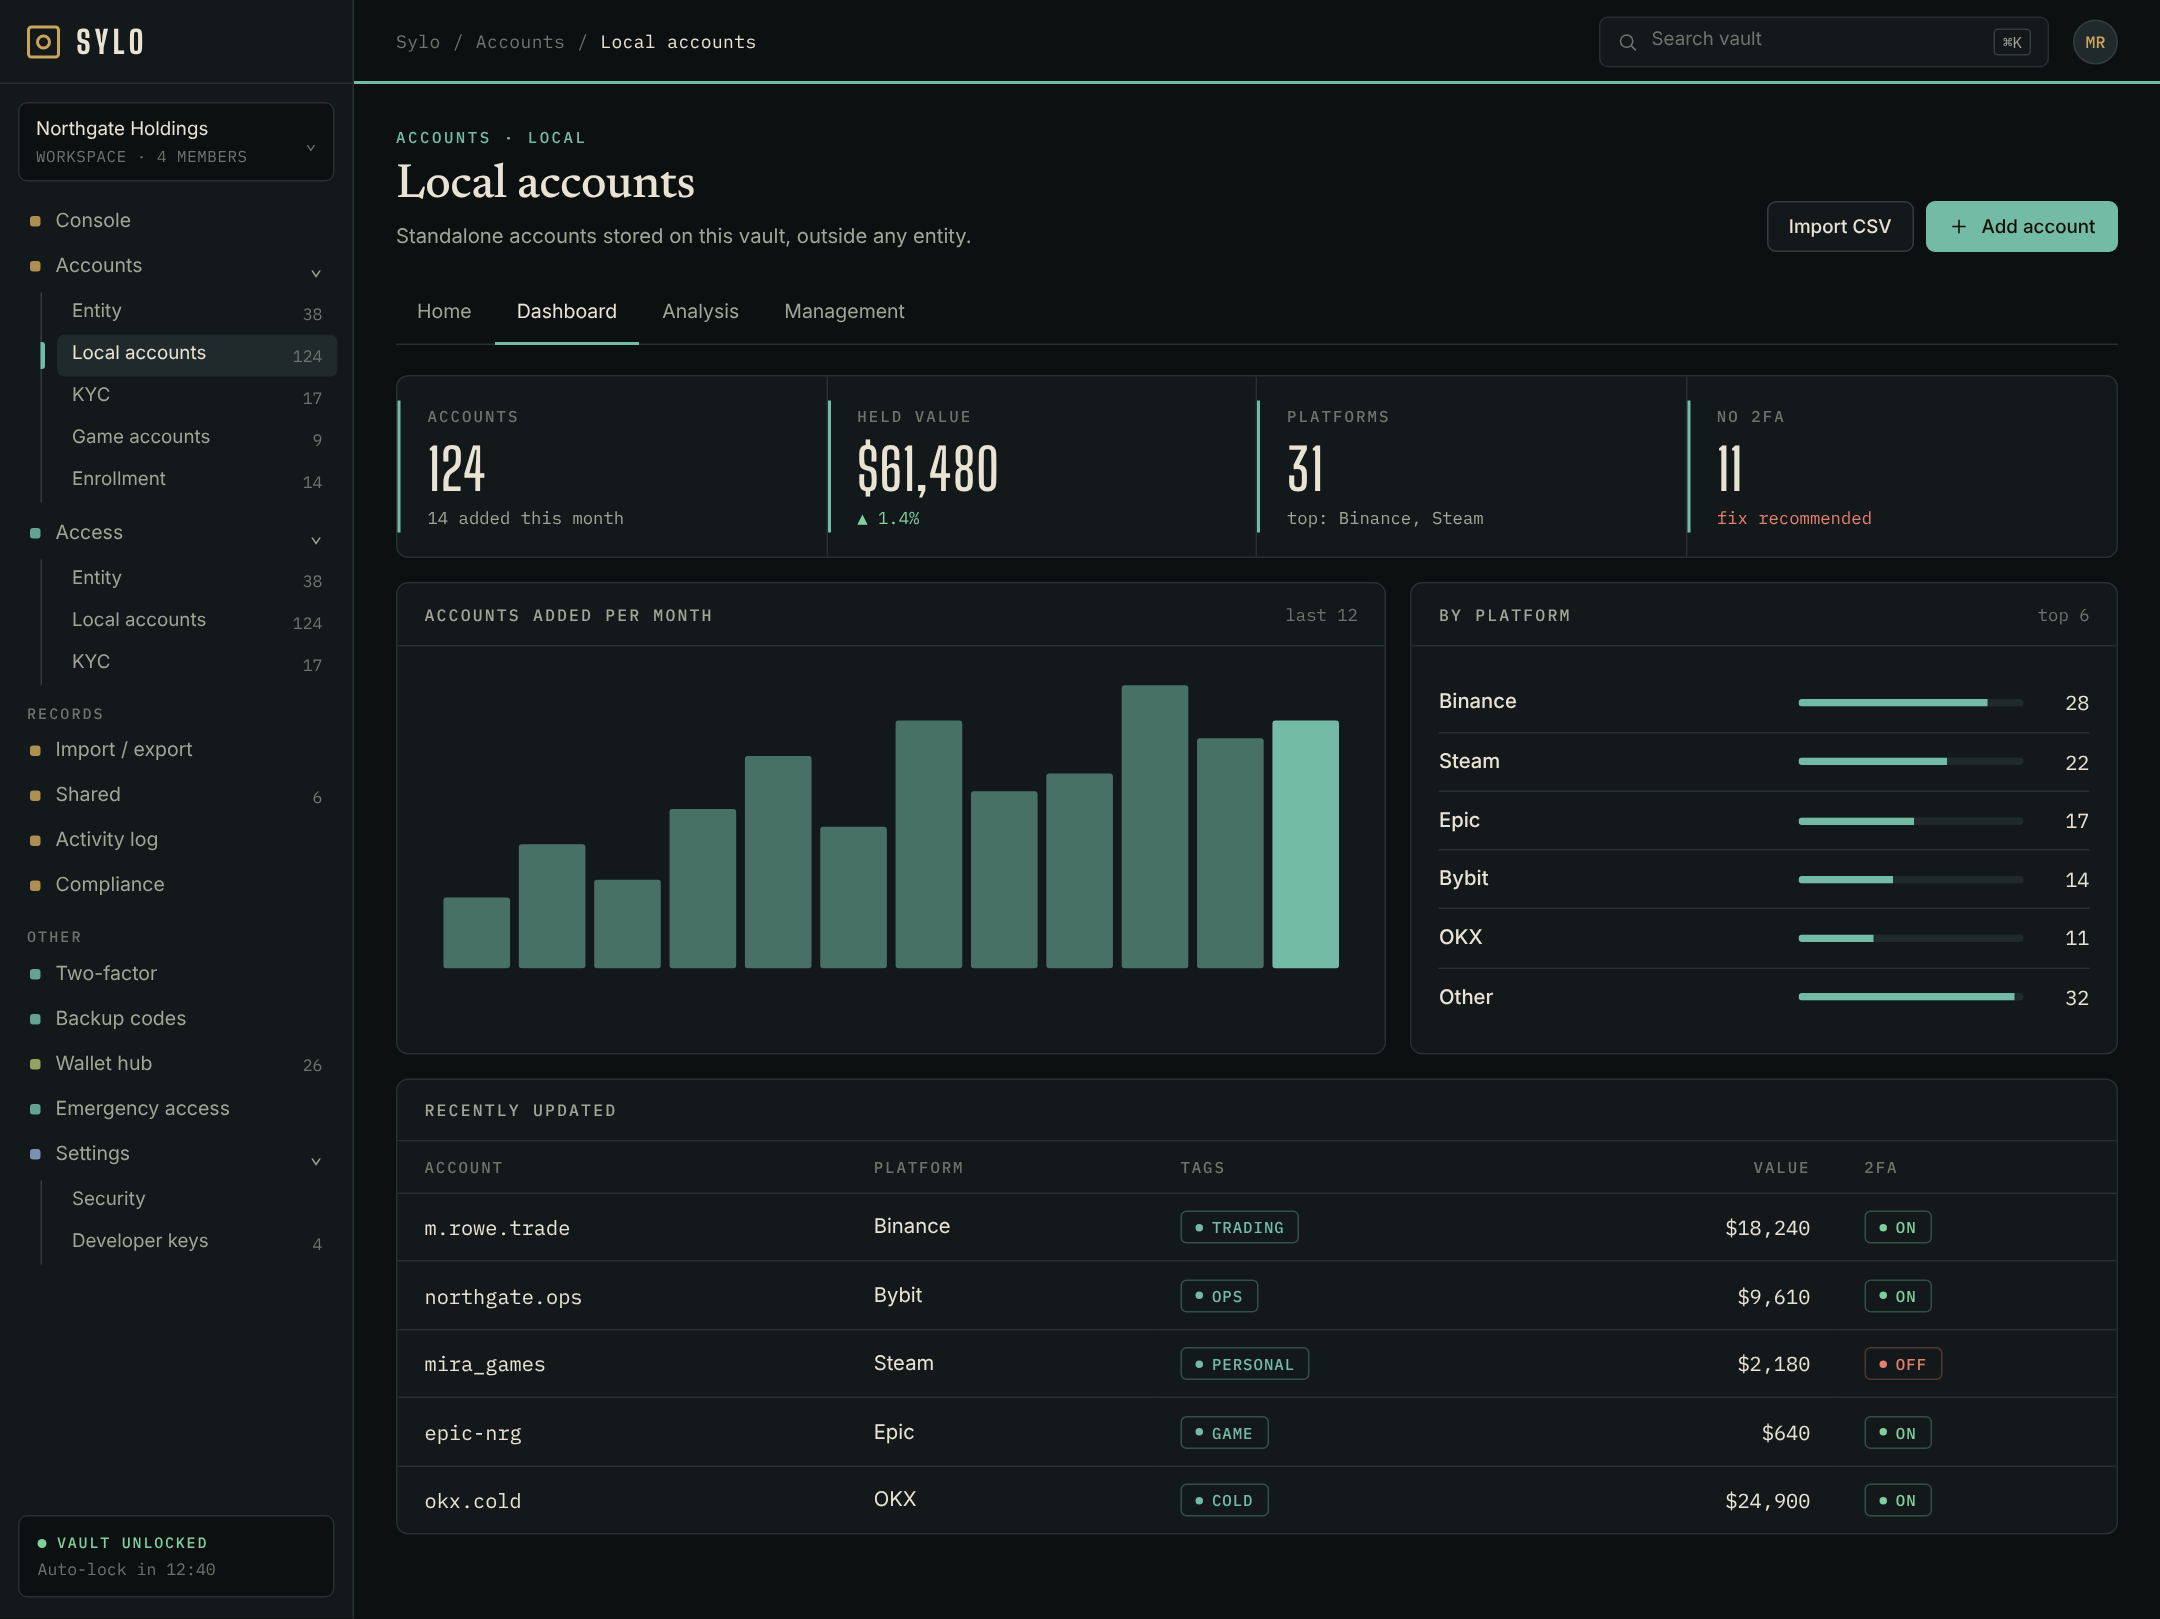 SYLO
Sylo / Accounts / Local accounts
Search vault
⌘K
MR
Northgate Holdings
WORKSPACE · 4 MEMBERS
Console
Accounts
Entity 38
Local accounts 124
KYC 17
Game accounts 9
Enrollment 14
Access
Entity 38
Local accounts 124
KYC 17
RECORDS
Import / export
Shared 6
Activity log
Compliance
OTHER
Two-factor
Backup codes
Wallet hub 26
Emergency access
Settings
Security
Developer keys 4
VAULT UNLOCKED
Auto-lock in 12:40
ACCOUNTS · LOCAL
Local accounts
Standalone accounts stored on this vault, outside any entity.
Import CSV
+ Add account
Home Dashboard Analysis Management
ACCOUNTS
124
14 added this month
HELD VALUE
$61,480
▲ 1.4%
PLATFORMS
31
top: Binance, Steam
NO 2FA
11
fix recommended
ACCOUNTS ADDED PER MONTH last 12
BY PLATFORM top 6
Binance 28
Steam 22
Epic 17
Bybit 14
OKX 11
Other 32
RECENTLY UPDATED
ACCOUNT PLATFORM TAGS VALUE 2FA
m.rowe.trade Binance TRADING $18,240 ON
northgate.ops Bybit OPS $9,610 ON
mira_games Steam PERSONAL $2,180 OFF
epic-nrg Epic GAME $640 ON
okx.cold OKX COLD $24,900 ON